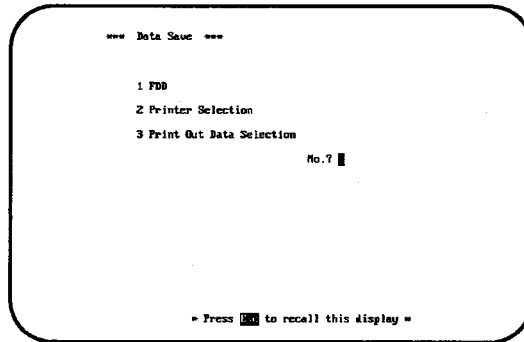 *** Data Save ***
1 FDD
2 Printer Selection
3 Print Out Data Selection
No.?
* Press to recall this display *